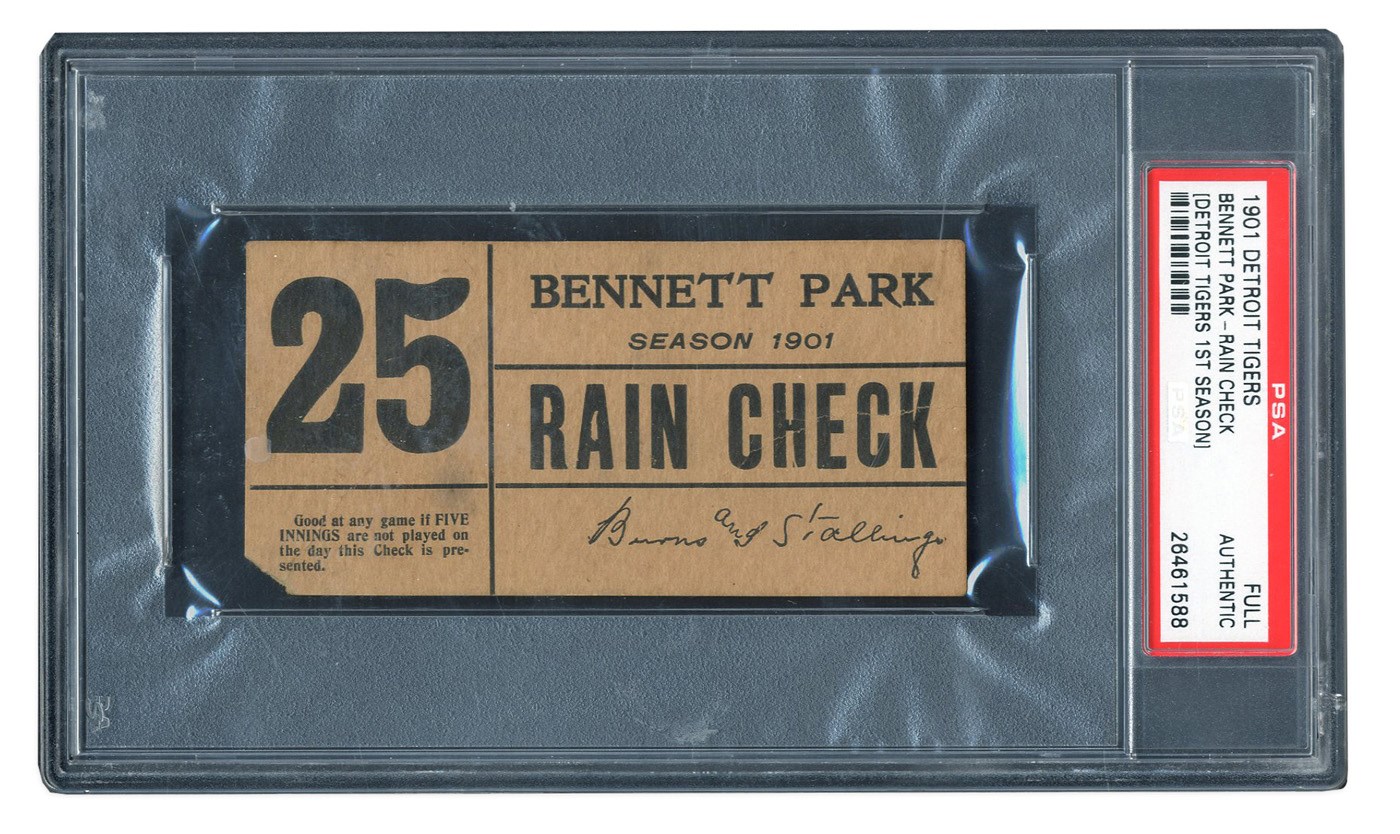 25
Good at any game if FIVE
INNINGS are not played on
the day this Check is pre-
sented.
BENNETT PARK
SEASON 1901
RAIN CHECK
Burns and Stallings
PSA
1901 DETROIT TIGERS
BENNETT PARK – RAIN CHECK
[DETROIT TIGERS 1ST SEASON]
FULL
AUTHENTIC
26461588
PSA
PSA